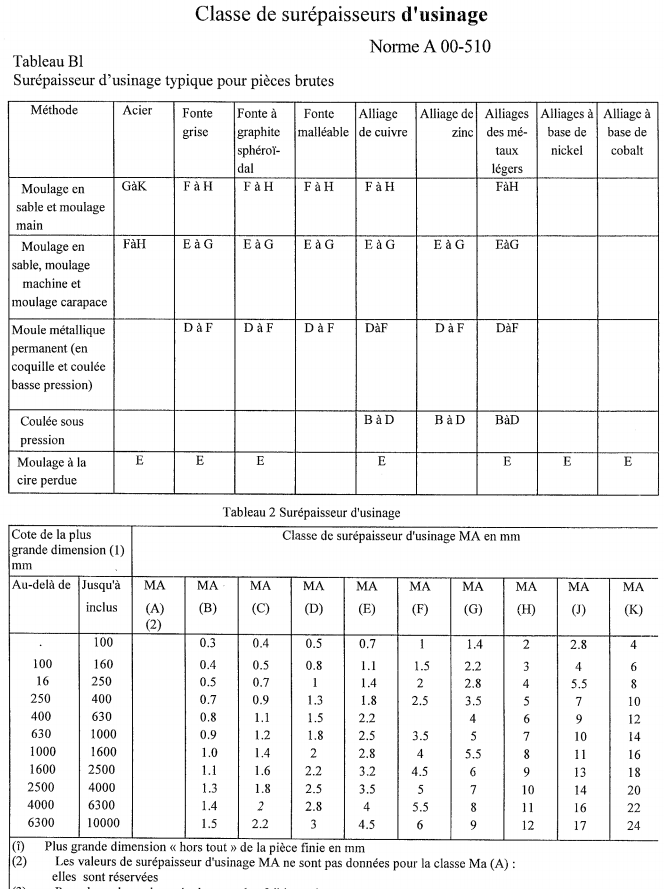 Classe de surépaisseurs d'usinage
Norme A 00-510
Tableau Bl
Surépaisseur d'usinage typique pour pièces brutes
Méthode Acier Fonte grise Fonte à graphite sphéroï-dal Fonte malléable Alliage de cuivre Alliage de zinc Alliages des mé-taux légers Alliages à base de nickel Alliage à base de cobalt
Moulage en sable et moulage main GàK F à H F à H F à H F à H FàH
Moulage en sable, moulage machine et moulage carapace FàH E à G E à G E à G E à G E à G EàG
Moule métallique permanent (en coquille et coulée basse pression) D à F D à F D à F DàF D à F DàF
Coulée sous pression B à D B à D BàD
Moulage à la cire perdue E E E E E E E
Tableau 2 Surépaisseur d'usinage
Cote de la plus grande dimension (1) mm Classe de surépaisseur d'usinage MA en mm
Au-delà de Jusqu'à inclus MA (A) (2) MA (B) MA (C) MA (D) MA (E) MA (F) MA (G) MA (H) MA (J) MA (K)
. 100 0.3 0.4 0.5 0.7 1 1.4 2 2.8 4
100 160 0.4 0.5 0.8 1.1 1.5 2.2 3 4 6
16 250 0.5 0.7 1 1.4 2 2.8 4 5.5 8
250 400 0.7 0.9 1.3 1.8 2.5 3.5 5 7 10
400 630 0.8 1.1 1.5 2.2 4 6 9 12
630 1000 0.9 1.2 1.8 2.5 3.5 5 7 10 14
1000 1600 1.0 1.4 2 2.8 4 5.5 8 11 16
1600 2500 1.1 1.6 2.2 3.2 4.5 6 9 13 18
2500 4000 1.3 1.8 2.5 3.5 5 7 10 14 20
4000 6300 1.4 2 2.8 4 5.5 8 11 16 22
6300 10000 1.5 2.2 3 4.5 6 9 12 17 24
(î) Plus grande dimension « hors tout » de la pièce finie en mm
(2) Les valeurs de surépaisseur d'usinage MA ne sont pas données pour la classe Ma (A) :
elles sont réservées